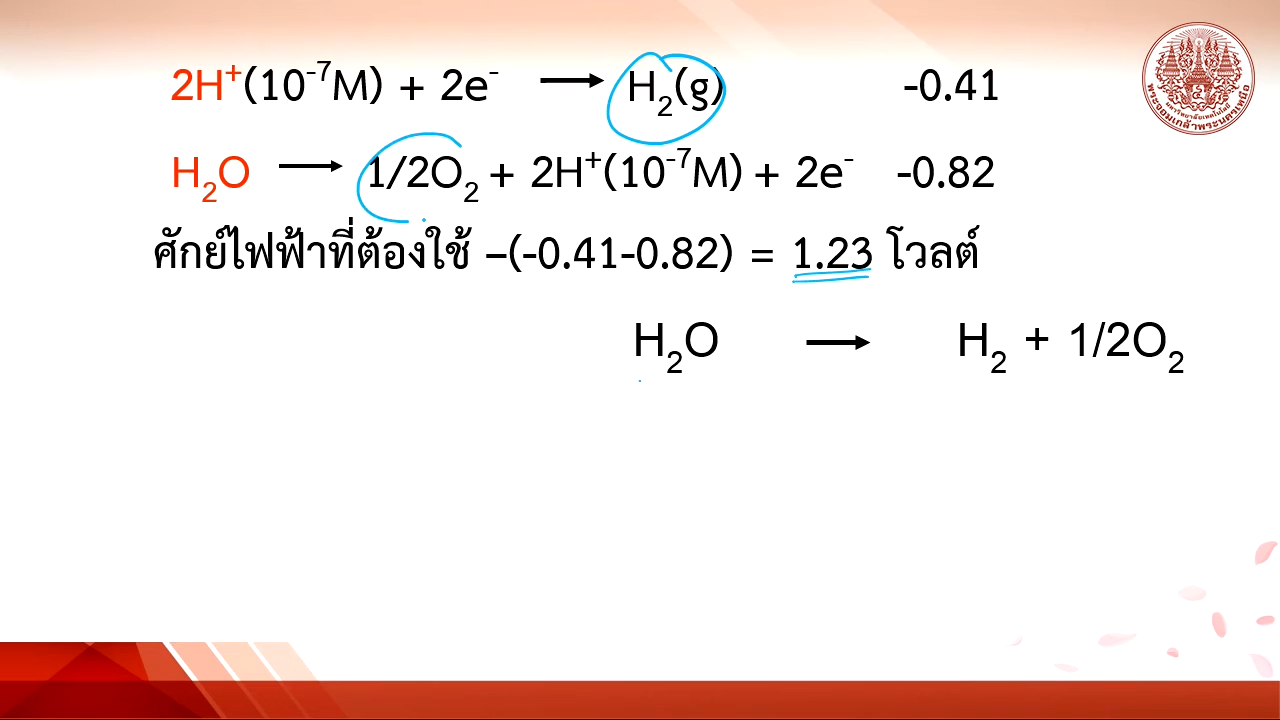 2H⁺(10⁻⁷M) + 2e⁻ ⟶ H₂(g) -0.41
H₂O ⟶ 1/2O₂ + 2H⁺(10⁻⁷M) + 2e⁻ -0.82
ศักย์ไฟฟ้าที่ต้องใช้ –(-0.41-0.82) = 1.23 โวลต์
H₂O ⟶ H₂ + 1/2O₂